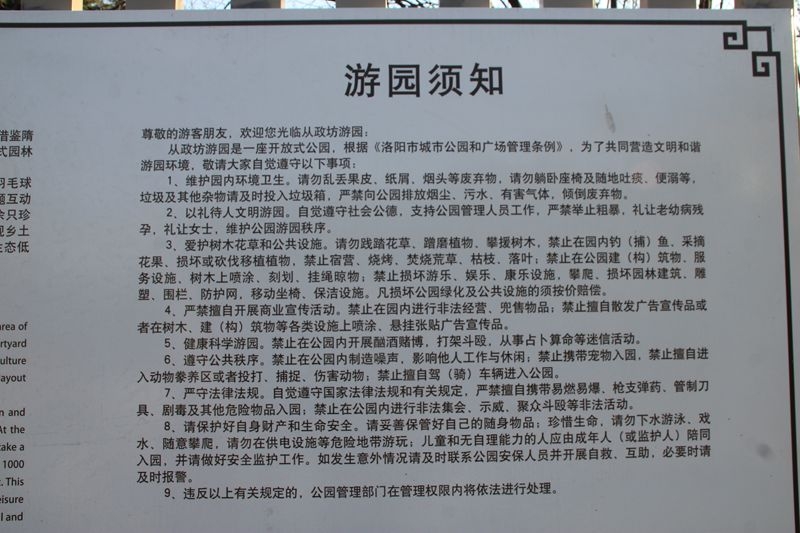 游园须知
尊敬的游客朋友，欢迎您光临从政坊游园：
从政坊游园是一座开放式公园，根据《洛阳市城市公园和广场管理条例》，为了共同营造文明和谐
游园环境，敬请大家自觉遵守以下事项：
1、维护园内环境卫生。请勿乱丢果皮、纸屑、烟头等废弃物，请勿躺卧座椅及随地吐痰、便溺等，
垃圾及其他杂物请及时投入垃圾箱，严禁向公园排放烟尘、污水、有害气体，倾倒废弃物。
2、以礼待人文明游园。自觉遵守社会公德，支持公园管理人员工作，严禁举止粗暴，礼让老幼病残
孕，礼让女士，维护公园游园秩序。
3、爱护树木花草和公共设施。请勿践踏花草、蹭磨植物、攀援树木，禁止在园内钓（捕）鱼、采摘
花果、损坏或砍伐移植植物，禁止宿营、烧烤、焚烧荒草、枯枝、落叶；禁止在公园建（构）筑物、服
务设施、树木上喷涂、刻划、挂绳晾物；禁止损坏游乐、娱乐、康乐设施，攀爬、损坏园林建筑、雕
塑、围栏、防护网，移动坐椅、保洁设施。凡损坏公园绿化及公共设施的须按价赔偿。
4、严禁擅自开展商业宣传活动。禁止在园内进行非法经营、兜售物品；禁止擅自散发广告宣传品或
者在树木、建（构）筑物等各类设施上喷涂、悬挂张贴广告宣传品。
5、健康科学游园。禁止在公园内开展酗酒赌博，打架斗殴，从事占卜算命等迷信活动。
6、遵守公共秩序。禁止在公园内制造噪声，影响他人工作与休闲；禁止携带宠物入园，禁止擅自进
入动物豢养区或者投打、捕捉、伤害动物；禁止擅自驾（骑）车辆进入公园。
7、严守法律法规。自觉遵守国家法律法规和有关规定，严禁擅自携带易燃易爆、枪支弹药、管制刀
具、剧毒及其他危险物品入园；禁止在公园内进行非法集会、示威、聚众斗殴等非法活动。
8、请保护好自身财产和生命安全。请妥善保管好自己的随身物品；珍惜生命，请勿下水游泳、戏
水、随意攀爬，请勿在供电设施等危险地带游玩；儿童和无自理能力的人应由成年人（或监护人）陪同
入园，并请做好安全监护工作。如发生意外情况请及时联系公园安保人员并开展自救、互助，必要时请
及时报警。
9、违反以上有关规定的，公园管理部门在管理权限内将依法进行处理。
借鉴隋
式园林
羽毛球
题互动
余只珍
现乡土
生态低
area of
rtyard
ulture
layout
n and
At the
take a
1000
. This
eisure
l and